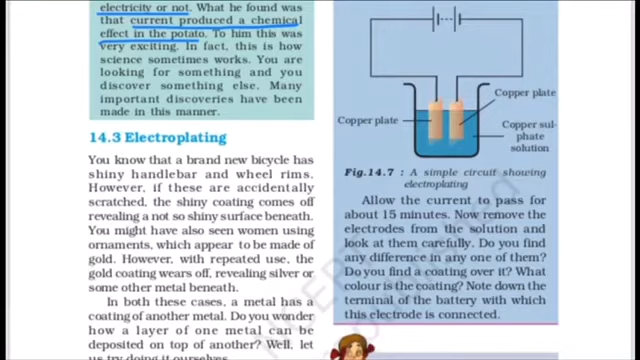 electricity or not. What he found was
that current produced a chemical
effect in the potato. To him this was
very exciting. In fact, this is how
science sometimes works. You are
looking for something and you
discover something else. Many
important discoveries have been
made in this manner.
14.3 Electroplating
You know that a brand new bicycle has
shiny handlebar and wheel rims.
However, if these are accidentally
scratched, the shiny coating comes off
revealing a not so shiny surface beneath.
You might have also seen women using
ornaments, which appear to be made of
gold. However, with repeated use, the
gold coating wears off, revealing silver or
some other metal beneath.
In both these cases, a metal has a
coating of another metal. Do you wonder
how a layer of one metal can be
deposited on top of another? Well, let
us try doing it ourselves.
Copper plate
Copper plate
Copper sul-
phate
solution
Fig.14.7 : A simple circuit showing
electroplating
Allow the current to pass for
about 15 minutes. Now remove the
electrodes from the solution and
look at them carefully. Do you find
any difference in any one of them?
Do you find a coating over it? What
colour is the coating? Note down the
terminal of the battery with which
this electrode is connected.